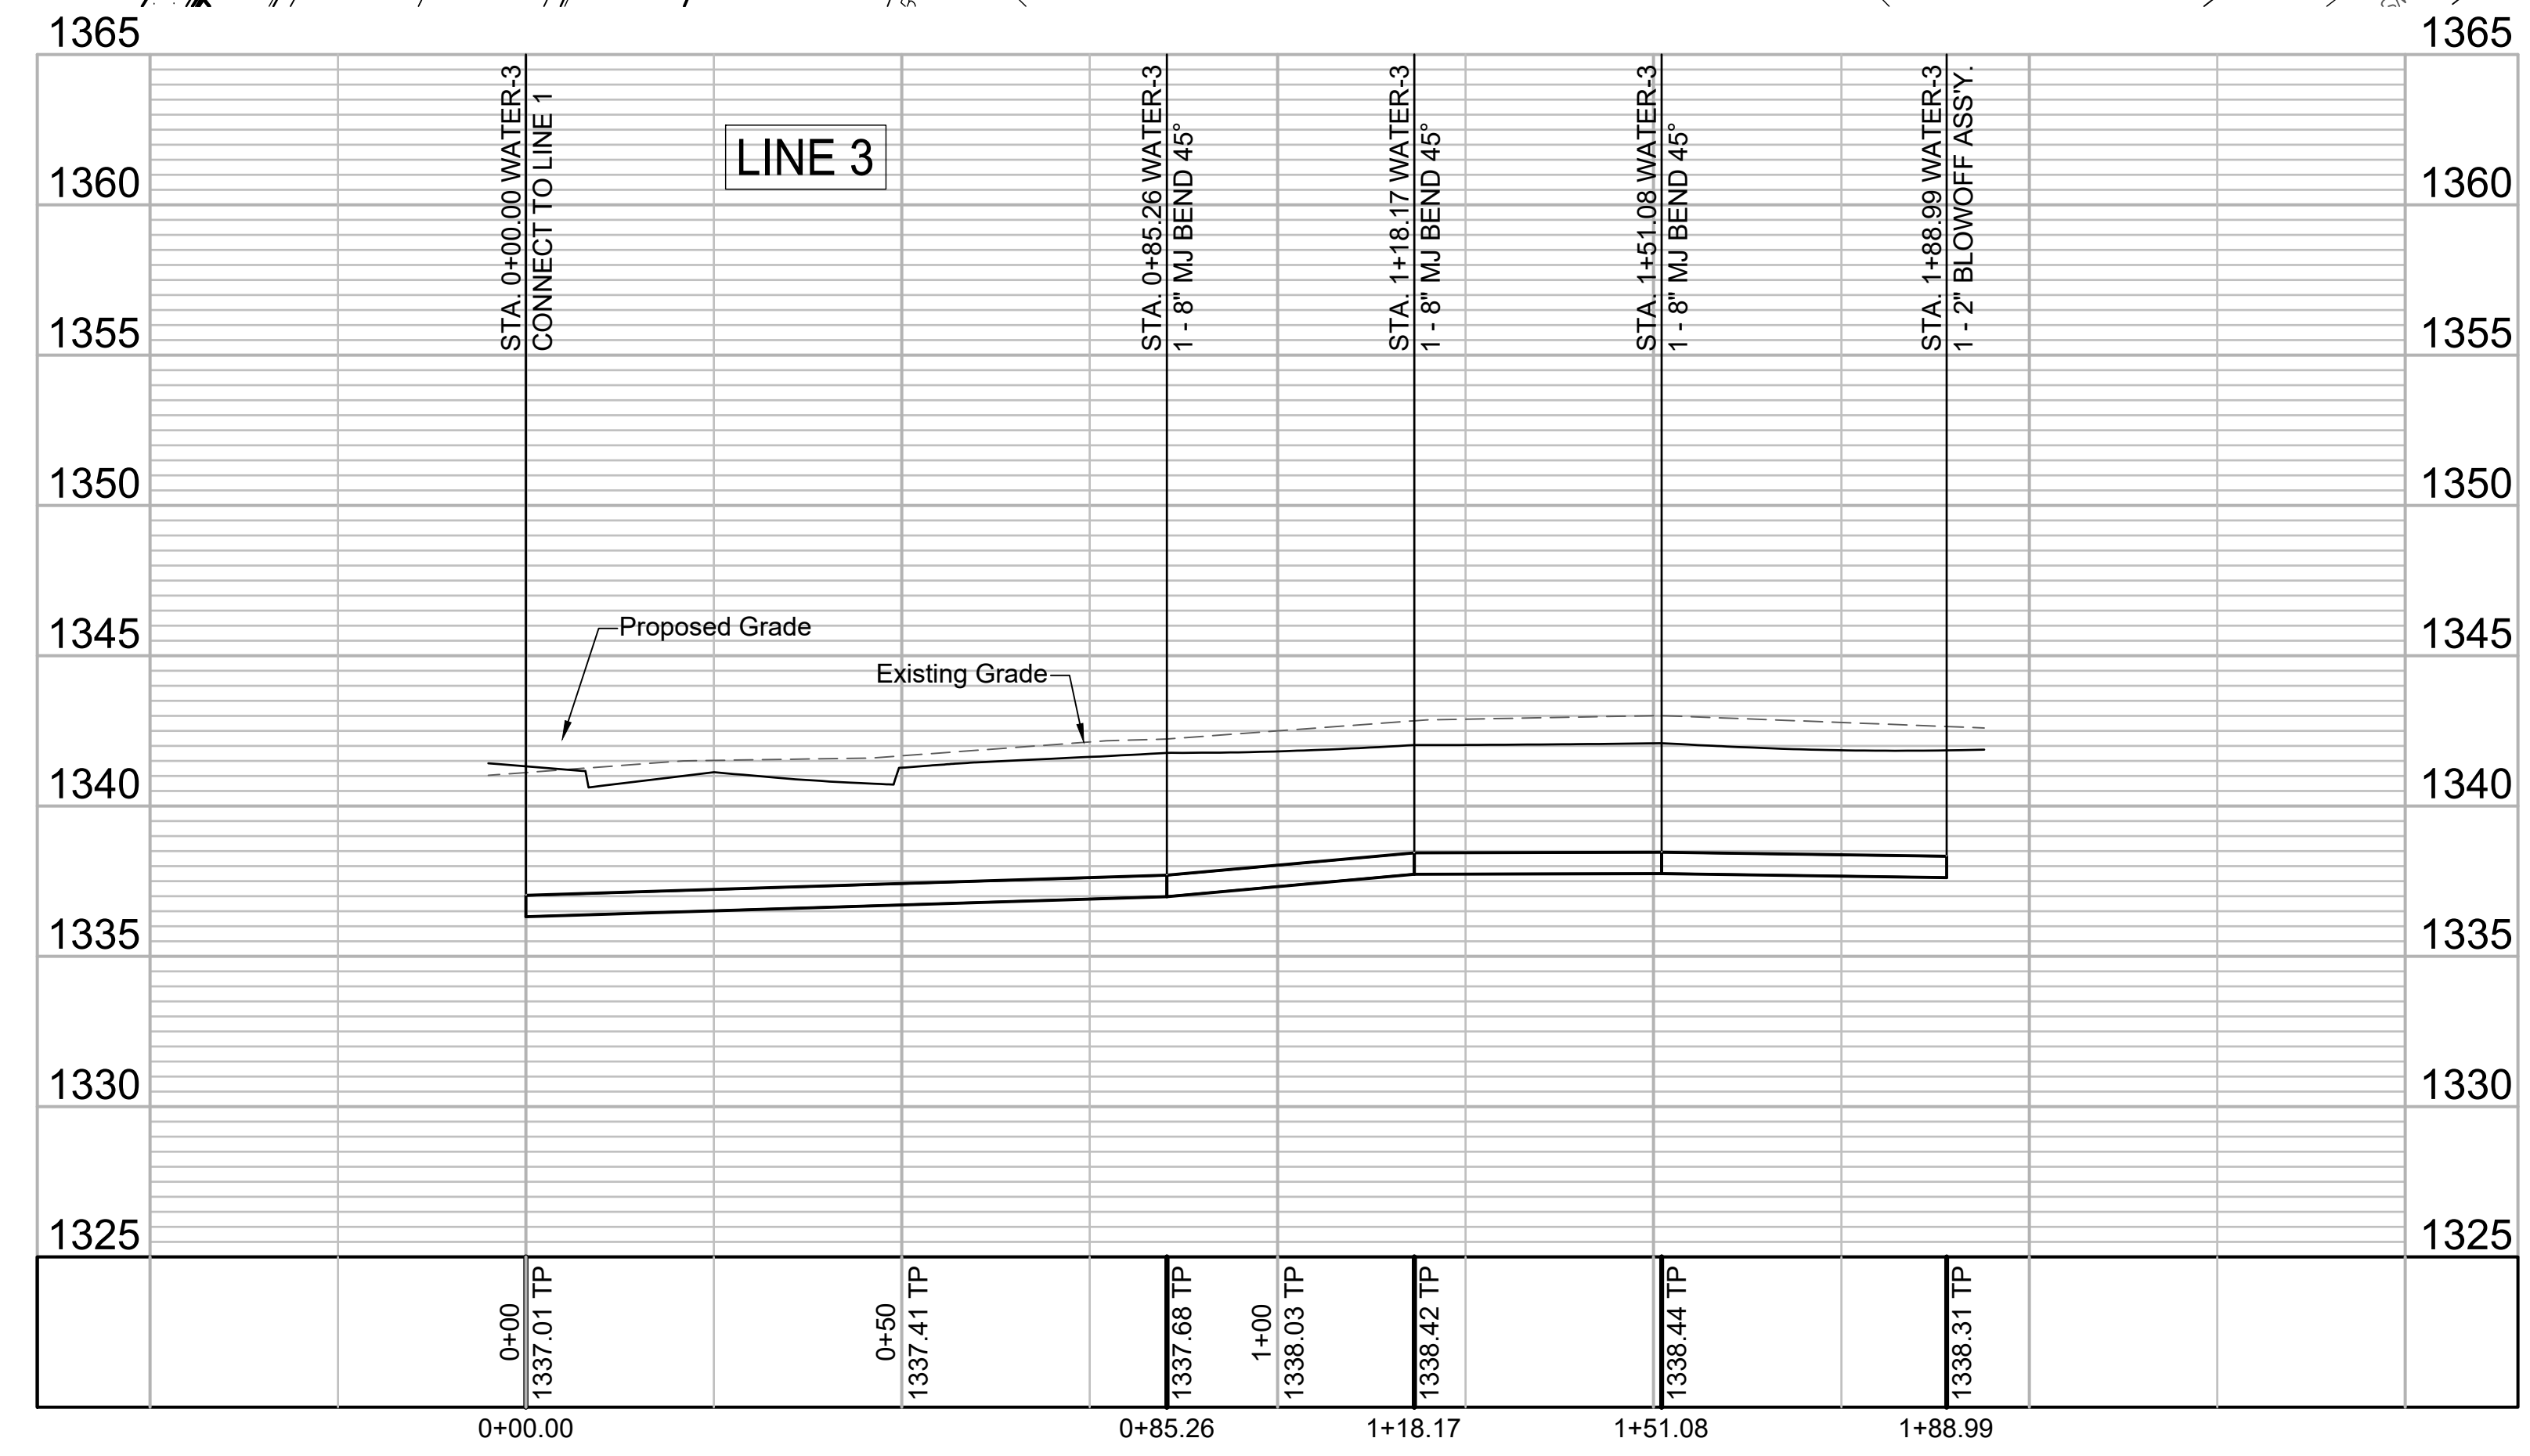 1365
1365
STA. 0+00.00 WATER-3
CONNECT TO LINE 1
LINE 3
STA. 0+85.26 WATER-3
1 - 8" MJ BEND 45°
STA. 1+18.17 WATER-3
1 - 8" MJ BEND 45°
STA. 1+51.08 WATER-3
1 - 8" MJ BEND 45°
STA. 1+88.99 WATER-3
1 - 2" BLOWOFF ASS'Y.
1360
1360
1355
1355
1350
1350
1345
1345
Proposed Grade
Existing Grade
1340
1340
1335
1335
1330
1330
1325
1325
0+00
1337.01 TP
0+50
1337.41 TP
1337.68 TP
1+00
1338.03 TP
1338.42 TP
1338.44 TP
1338.31 TP
0+00.00
0+85.26
1+18.17
1+51.08
1+88.99